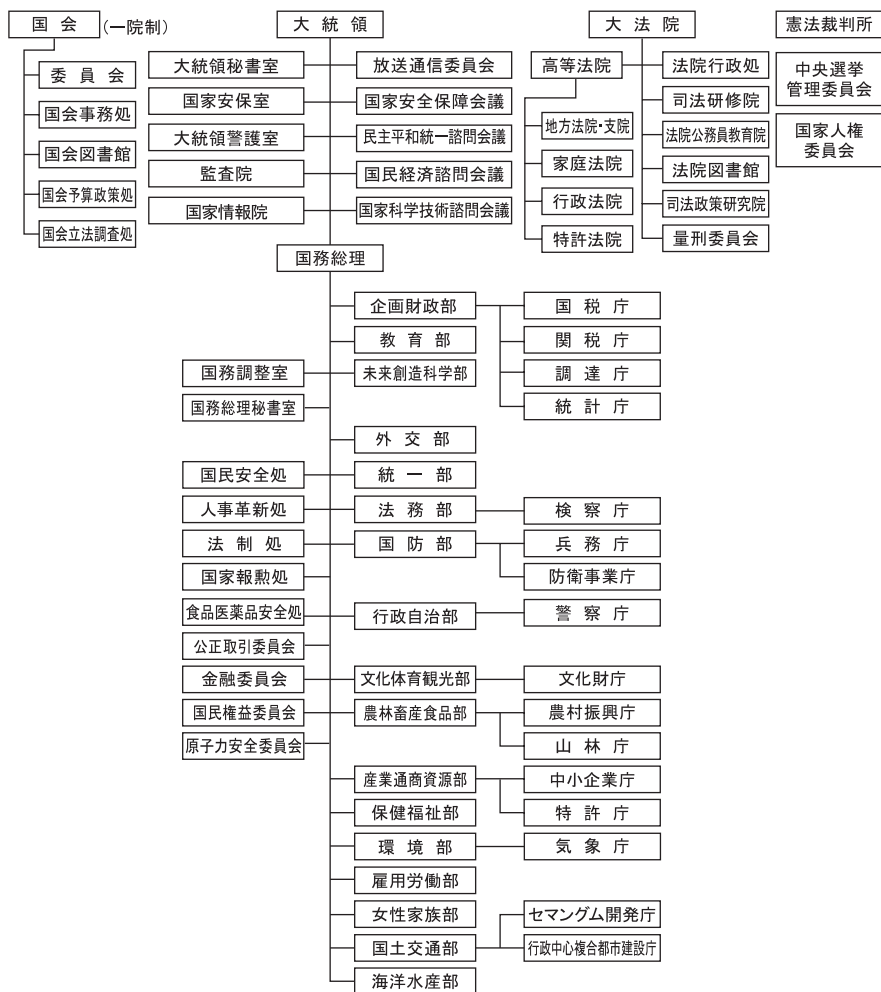 国会 (一院制)
委員会
国会事務処
国会図書館
国会予算政策処
国会立法調査処
大統領
大統領秘書室
放送通信委員会
国家安保室
国家安全保障会議
大統領警護室
民主平和統一諮問会議
監査院
国民経済諮問会議
国家情報院
国家科学技術諮問会議
大法院
高等法院
地方法院・支院
家庭法院
行政法院
特許法院
法院行政処
司法研修院
法院公務員教育院
法院図書館
司法政策研究院
量刑委員会
憲法裁判所
中央選挙
管理委員会
国家人権
委員会
国務総理
国務調整室
国務総理秘書室
国民安全処
人事革新処
法制処
国家報勲処
食品医薬品安全処
公正取引委員会
金融委員会
国民権益委員会
原子力安全委員会
企画財政部
国税庁
関税庁
調達庁
統計庁
教育部
未来創造科学部
外交部
統一部
法務部
検察庁
国防部
兵務庁
防衛事業庁
行政自治部
警察庁
文化体育観光部
文化財庁
農林畜産食品部
農村振興庁
山林庁
産業通商資源部
中小企業庁
特許庁
保健福祉部
環境部
気象庁
雇用労働部
女性家族部
国土交通部
セマングム開発庁
行政中心複合都市建設庁
海洋水産部